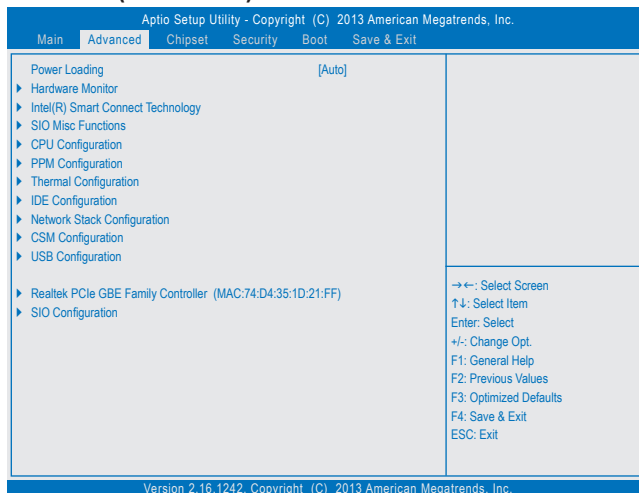 Aptio Setup Utility - Copyright (C) 2013 American Megatrends, Inc.
Main Advanced Chipset Security Boot Save & Exit
Power Loading [Auto]
Hardware Monitor
Intel(R) Smart Connect Technology
SIO Misc Functions
CPU Configuration
PPM Configuration
Thermal Configuration
IDE Configuration
Network Stack Configuration
CSM Configuration
USB Configuration
Realtek PCIe GBE Family Controller (MAC:74:D4:35:1D:21:FF)
SIO Configuration
→←: Select Screen
↑↓: Select Item
Enter: Select
+/-: Change Opt.
F1: General Help
F2: Previous Values
F3: Optimized Defaults
F4: Save & Exit
ESC: Exit
Version 2.16.1242. Copyright (C) 2013 American Megatrends, Inc.